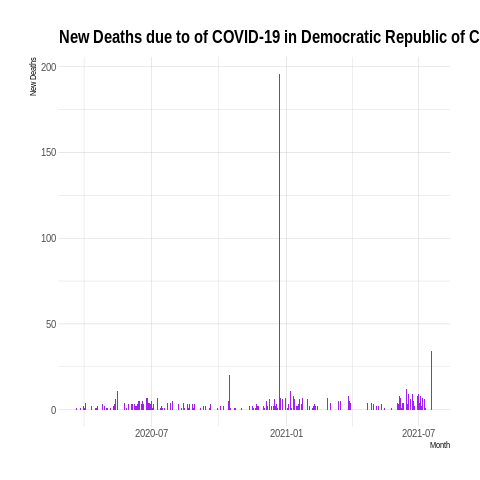 New Deaths due to of COVID-19 in Democratic Republic of C
New Deaths
200
150
100
50
0
2020-07
2021-01
2021-07
Month